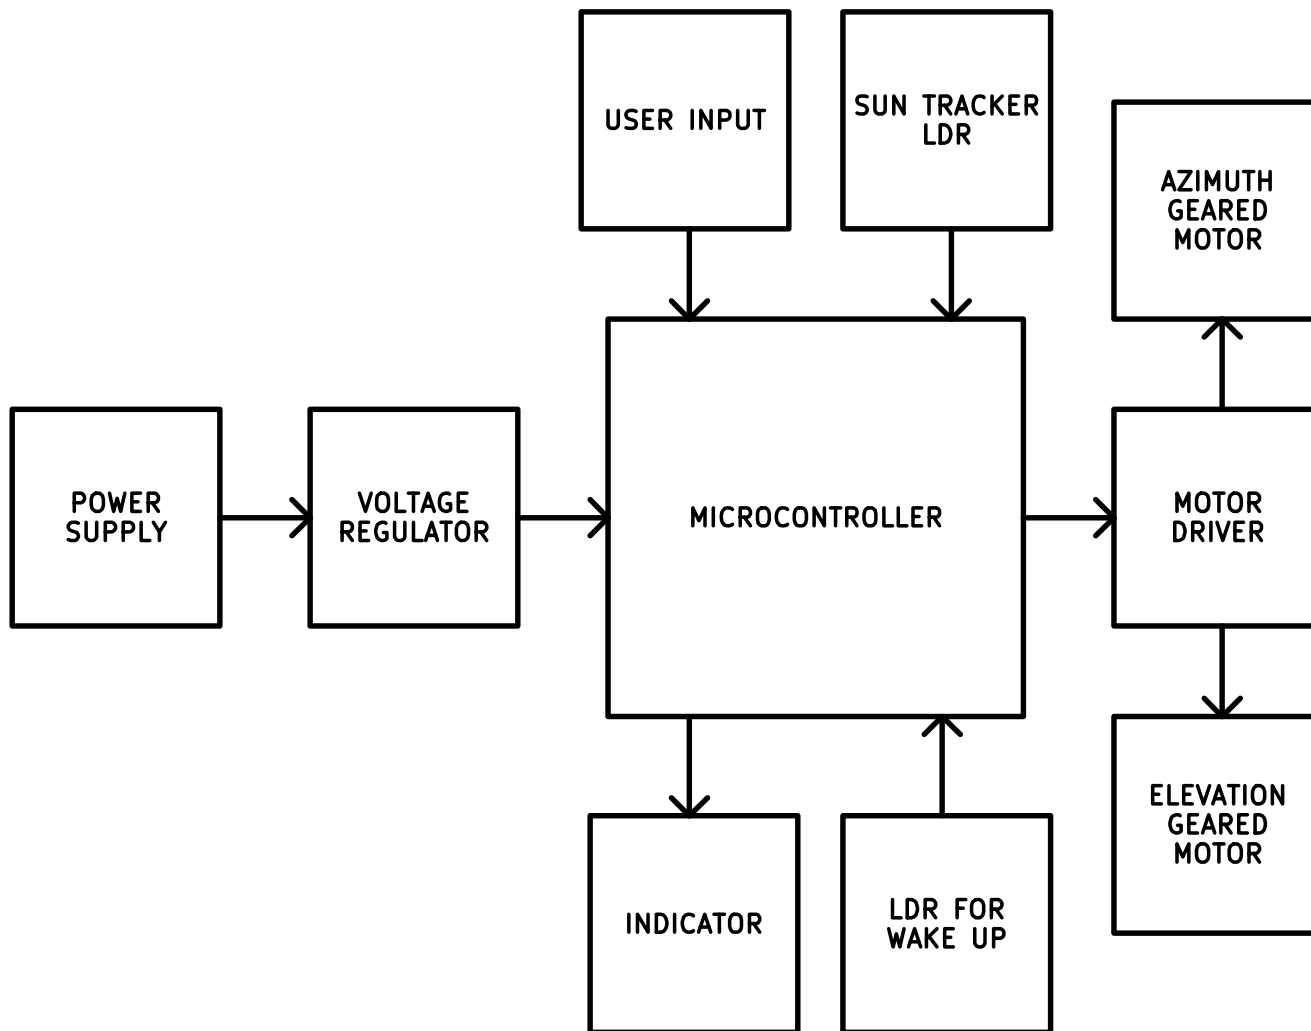 USER INPUT
SUN TRACKER
LDR
AZIMUTH
GEARED
MOTOR
POWER
SUPPLY
VOLTAGE
REGULATOR
MICROCONTROLLER
MOTOR
DRIVER
INDICATOR
LDR FOR
WAKE UP
ELEVATION
GEARED
MOTOR